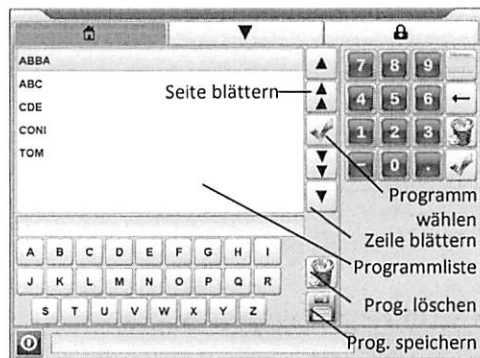 ABBA
ABC
CDE
CONI
TOM
Seite blättern
7 8 9
4 5 6
1 2 3
- 0 .
Programm
wählen
Zeile blättern
Programmliste
Prog. löschen
Prog. speichern
A B C D E F G H I
J K L M N O P Q R
S T U V W X Y Z